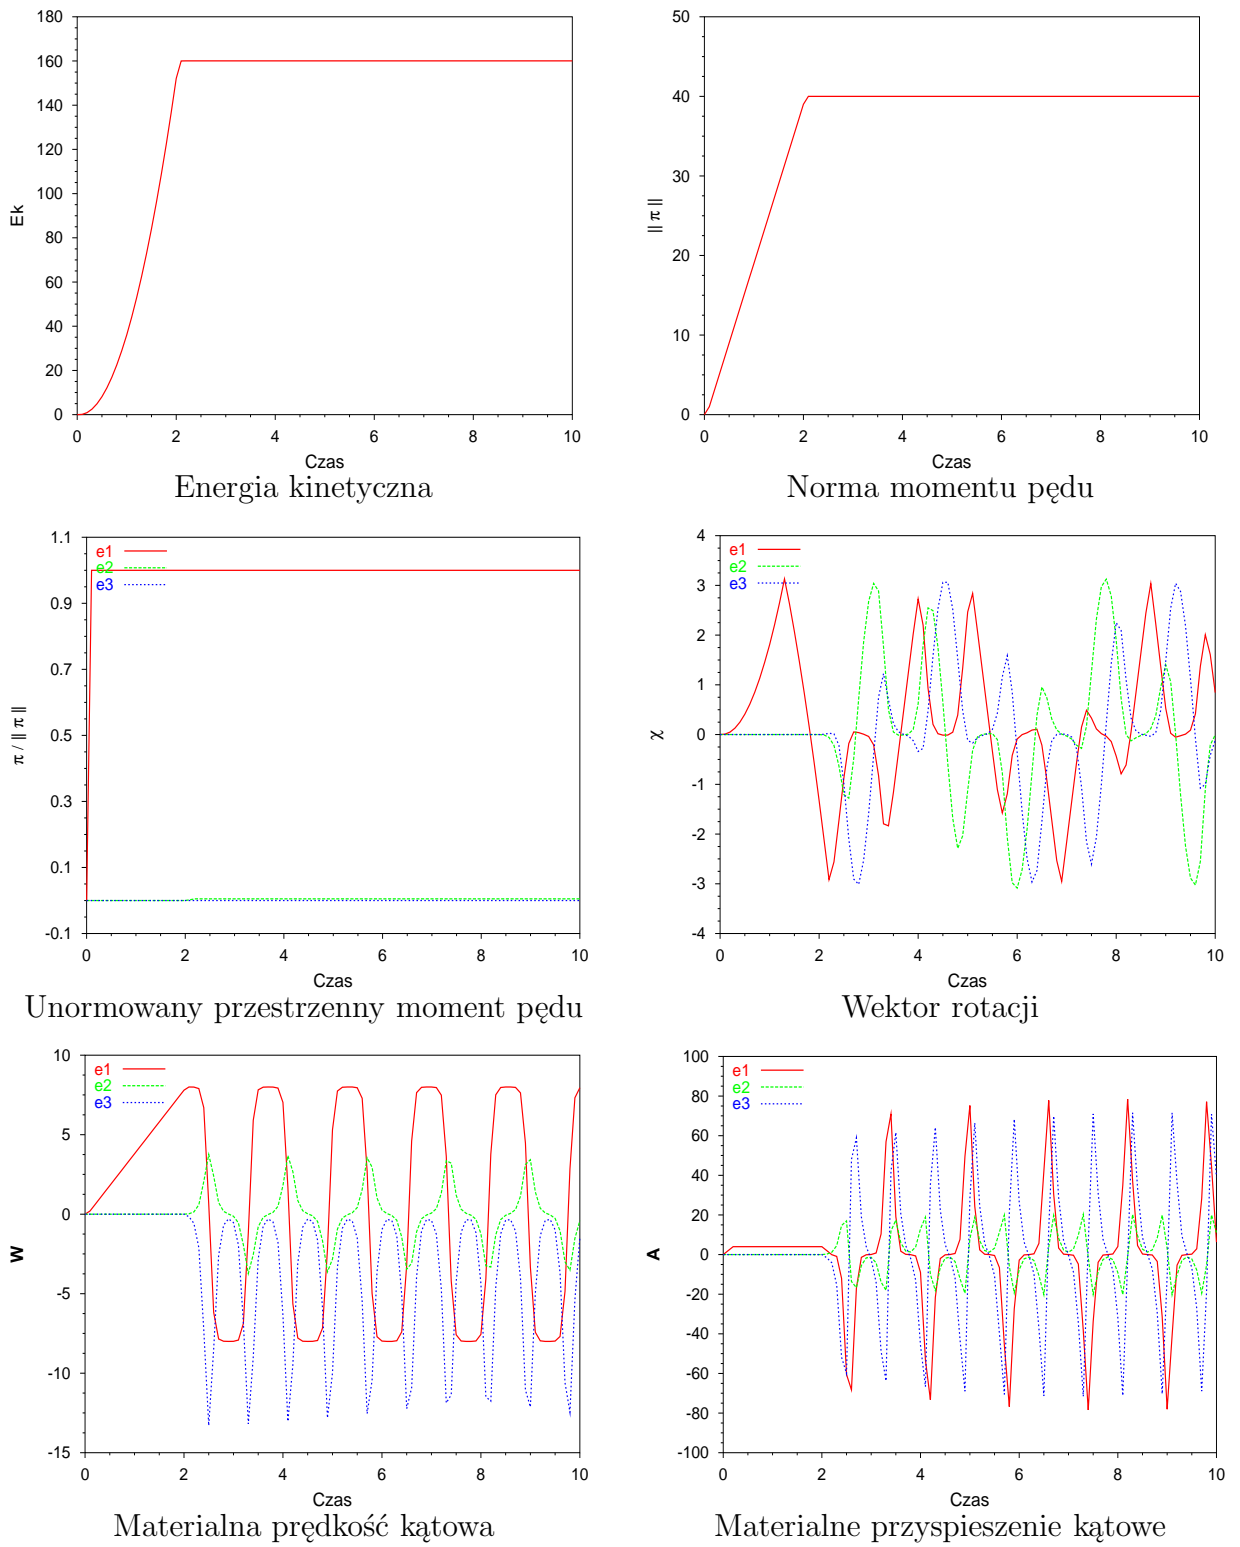 180
160
140
120
100
80
60
40
20
0
Ek
0 2 4 6 8 10
Czas
Energia kinetyczna
50
40
30
20
10
0
|| π ||
0 2 4 6 8 10
Czas
Norma momentu pędu
1.1
0.9
0.7
0.5
0.3
0.1
-0.1
π / || π ||
e1
e2
e3
0 2 4 6 8 10
Czas
Unormowany przestrzenny moment pędu
4
3
2
1
0
-1
-2
-3
-4
χ
e1
e2
e3
0 2 4 6 8 10
Czas
Wektor rotacji
10
5
0
-5
-10
-15
W
e1
e2
e3
0 2 4 6 8 10
Czas
Materialna prędkość kątowa
100
80
60
40
20
0
-20
-40
-60
-80
-100
A
e1
e2
e3
0 2 4 6 8 10
Czas
Materialne przyspieszenie kątowe